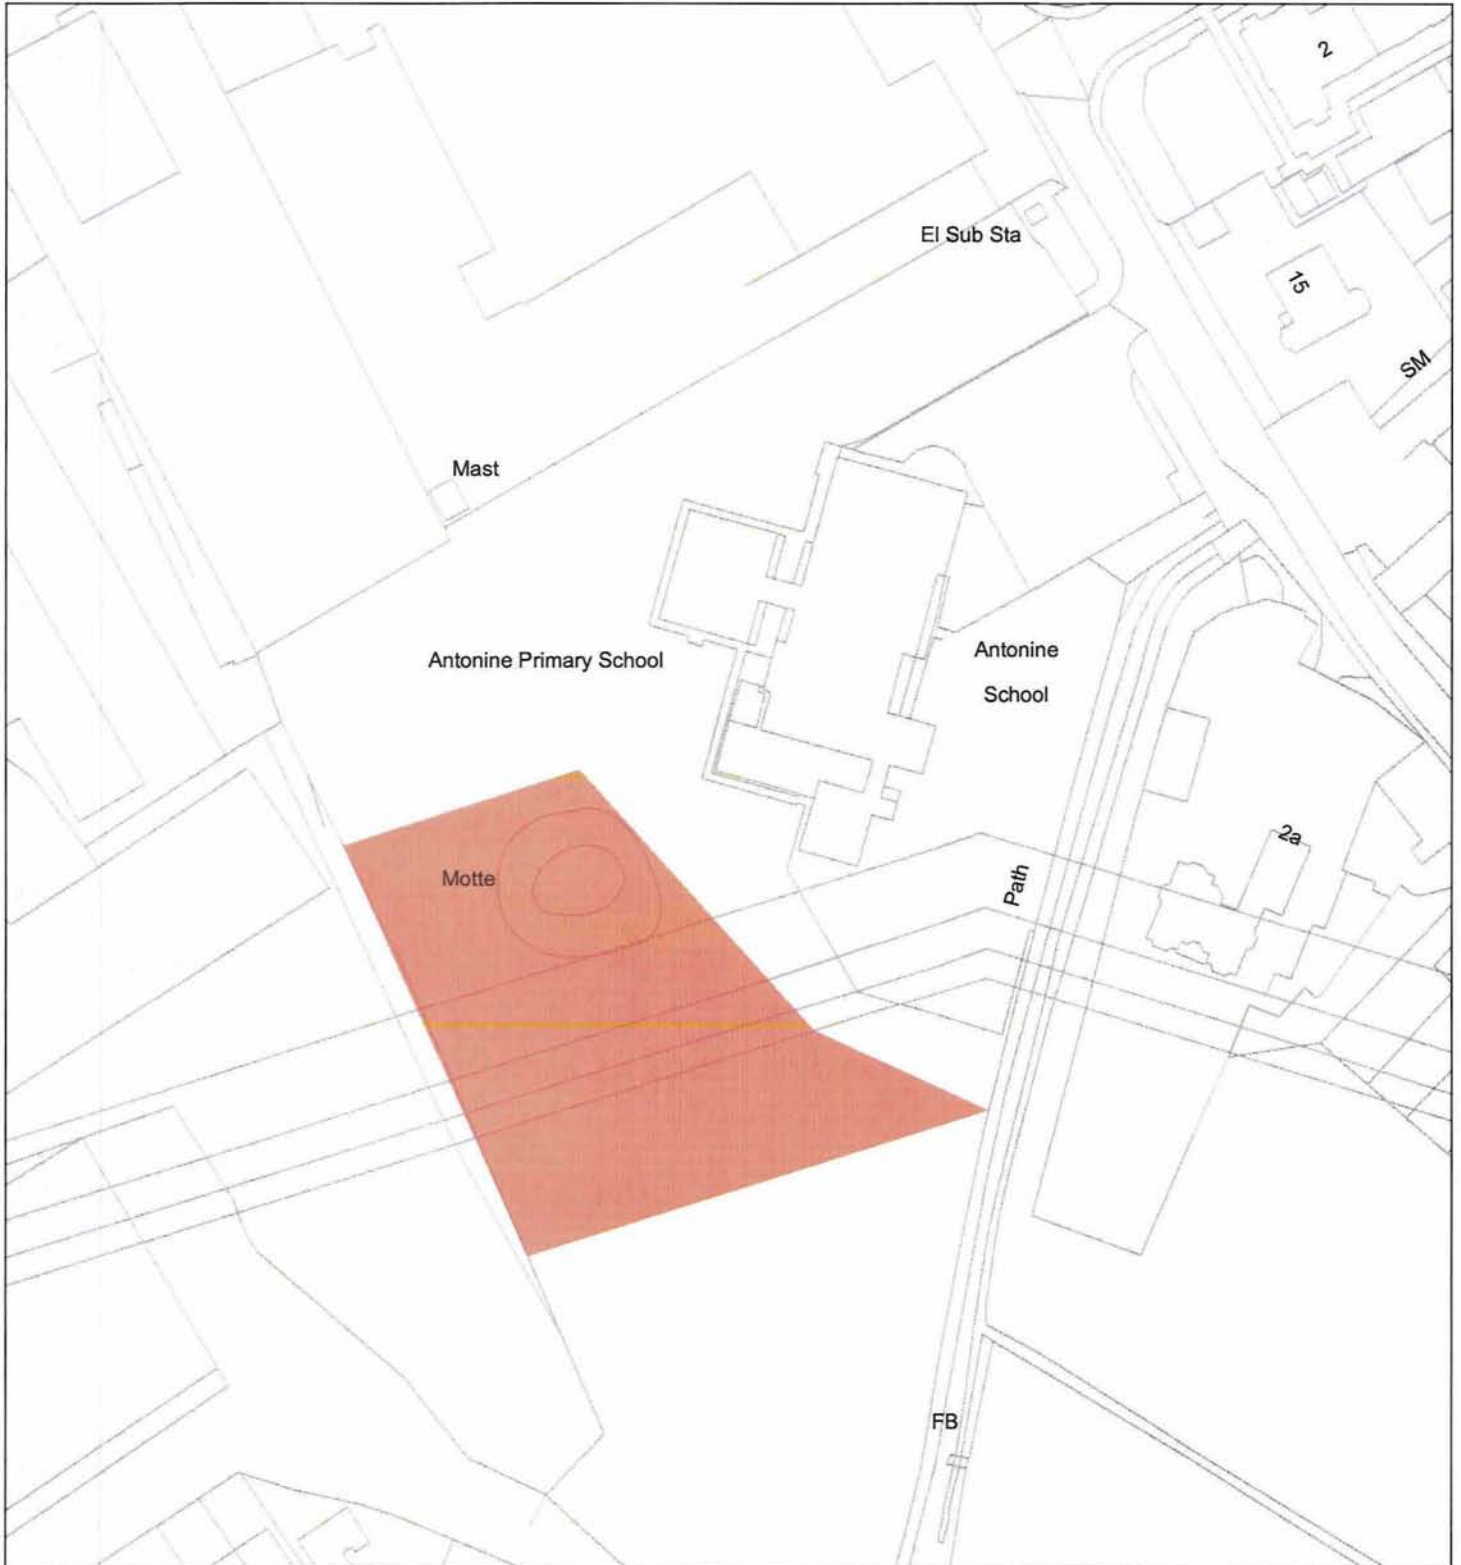 2
El Sub Sta
15
SM
Mast
Antonine Primary School
Antonine
School
2a
Motte
Path
FB